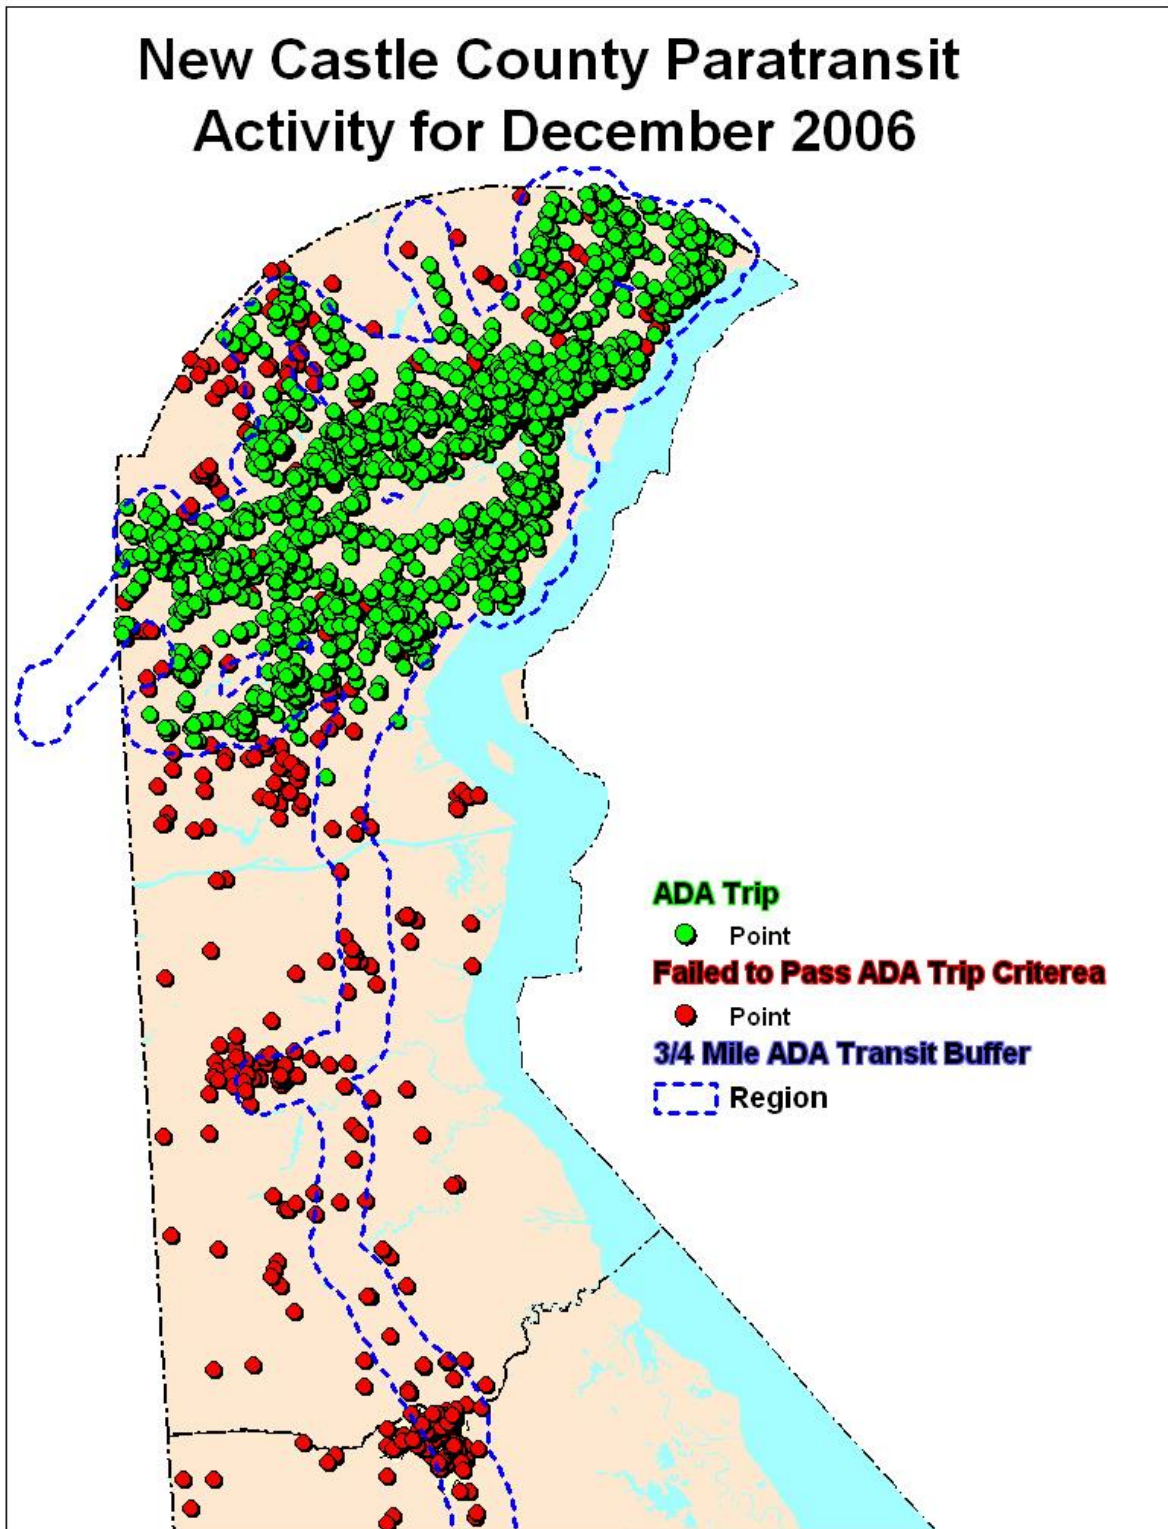 New Castle County Paratransit
Activity for December 2006
ADA Trip
Point
Failed to Pass ADA Trip Criterea
Point
3/4 Mile ADA Transit Buffer
Region